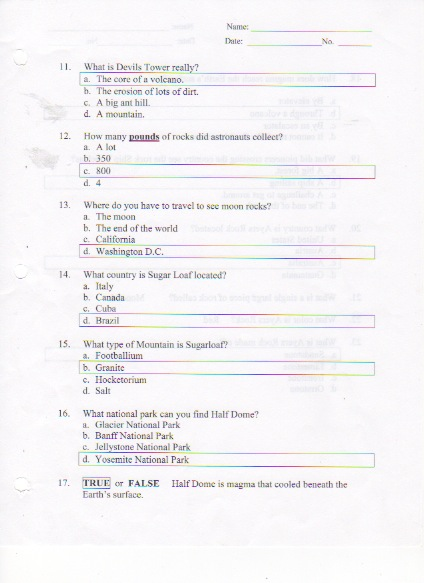 Name:
Date: No.
11. What is Devils Tower really?
a. The core of a volcano.
b. The erosion of lots of dirt.
c. A big ant hill.
d. A mountain.
12. How many pounds of rocks did astronauts collect?
a. A lot
b. 350
c. 800
d. 4
13. Where do you have to travel to see moon rocks?
a. The moon
b. The end of the world
c. California
d. Washington D.C.
14. What country is Sugar Loaf located?
a. Italy
b. Canada
c. Cuba
d. Brazil
15. What type of Mountain is Sugarloaf?
a. Footballium
b. Granite
c. Hocketorium
d. Salt
16. What national park can you find Half Dome?
a. Glacier National Park
b. Banff National Park
c. Jellystone National Park
d. Yosemite National Park
17. TRUE or FALSE Half Dome is magma that cooled beneath the
Earth's surface.